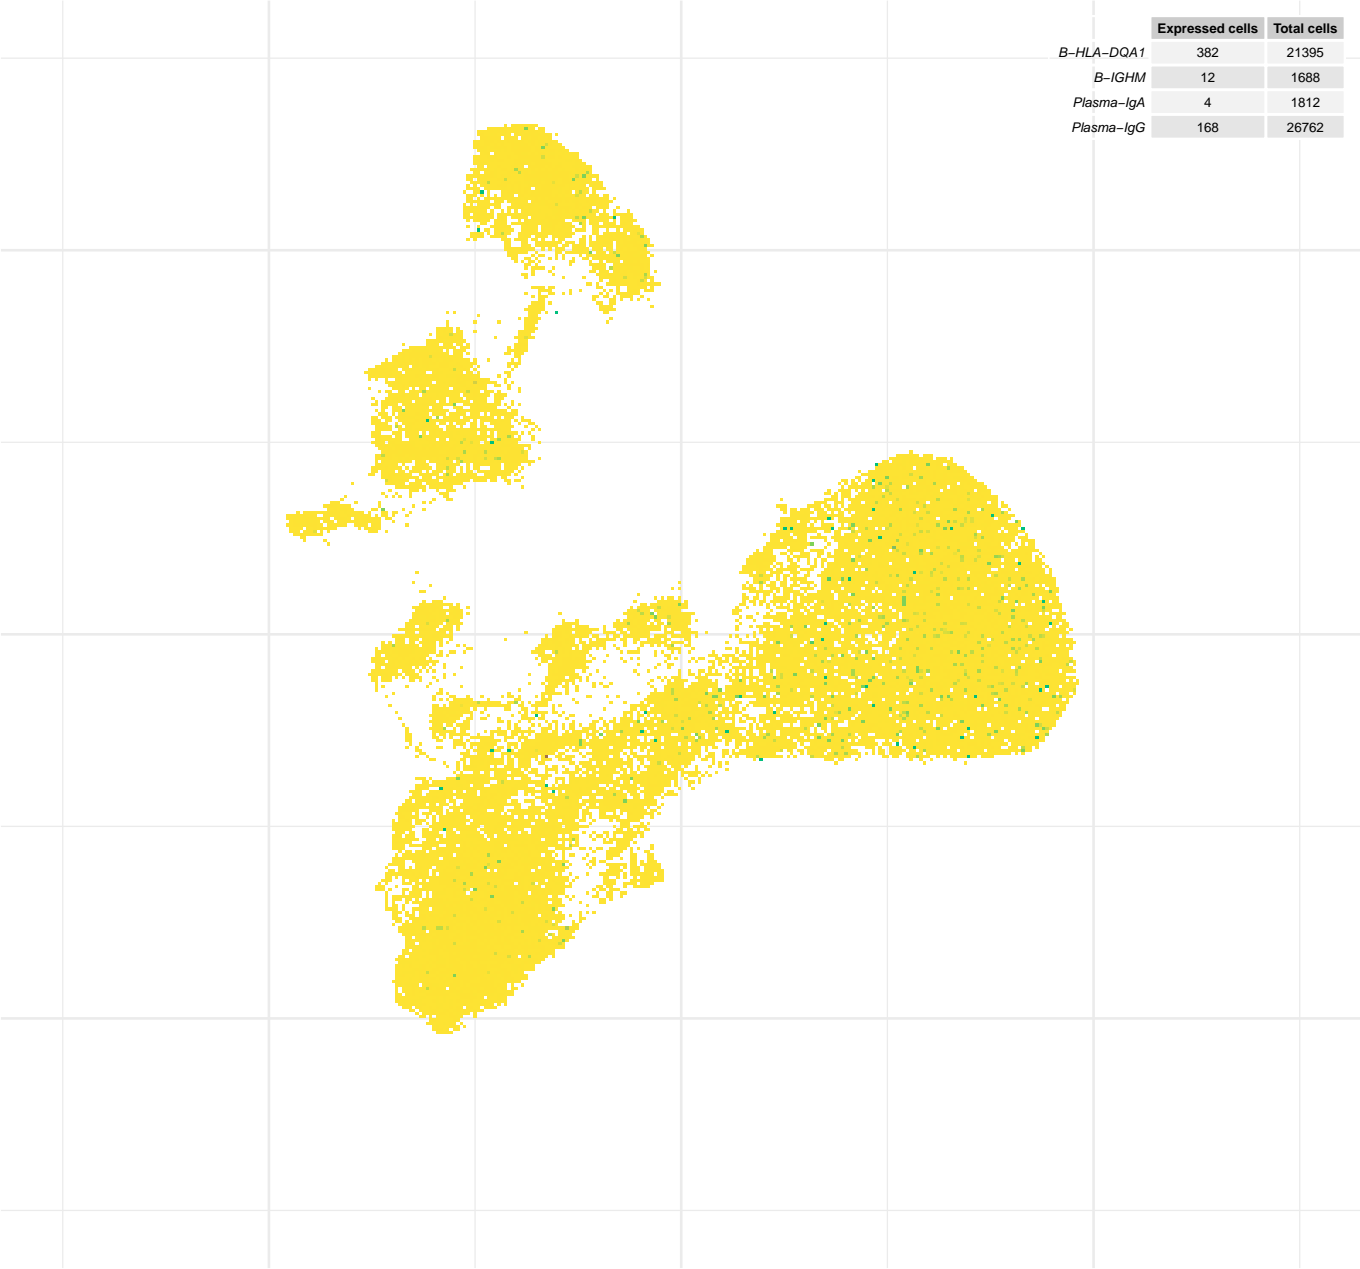 Expressed cells Total cells
B−HLA−DQA1 382 21395
B−IGHM 12 1688
Plasma−IgA 4 1812
Plasma−IgG 168 26762